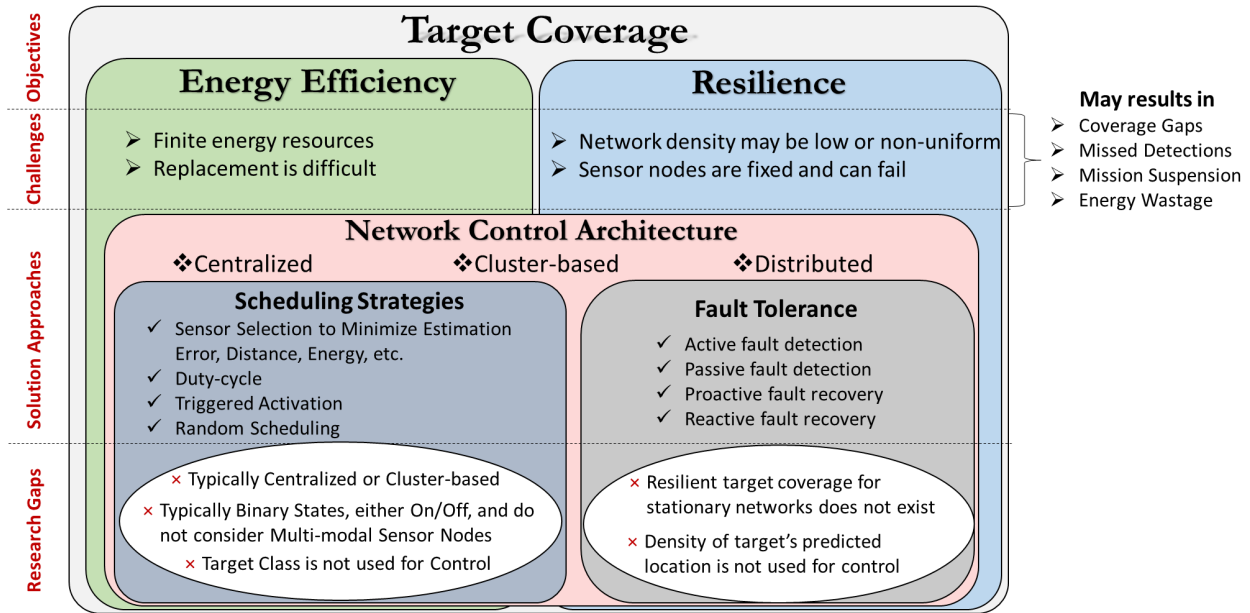 Target Coverage
Objectives
Energy Efficiency
Resilience
Challenges
➢ Finite energy resources
➢ Replacement is difficult
➢ Network density may be low or non-uniform
➢ Sensor nodes are fixed and can fail
May results in
➢ Coverage Gaps
➢ Missed Detections
➢ Mission Suspension
➢ Energy Wastage
Solution Approaches
Network Control Architecture
❖Centralized
❖Cluster-based
❖Distributed
Scheduling Strategies
✓ Sensor Selection to Minimize Estimation
Error, Distance, Energy, etc.
✓ Duty-cycle
✓ Triggered Activation
✓ Random Scheduling
Fault Tolerance
✓ Active fault detection
✓ Passive fault detection
✓ Proactive fault recovery
✓ Reactive fault recovery
Research Gaps
× Typically Centralized or Cluster-based
× Typically Binary States, either On/Off, and do
not consider Multi-modal Sensor Nodes
× Target Class is not used for Control
× Resilient target coverage for
stationary networks does not exist
× Density of target's predicted
location is not used for control